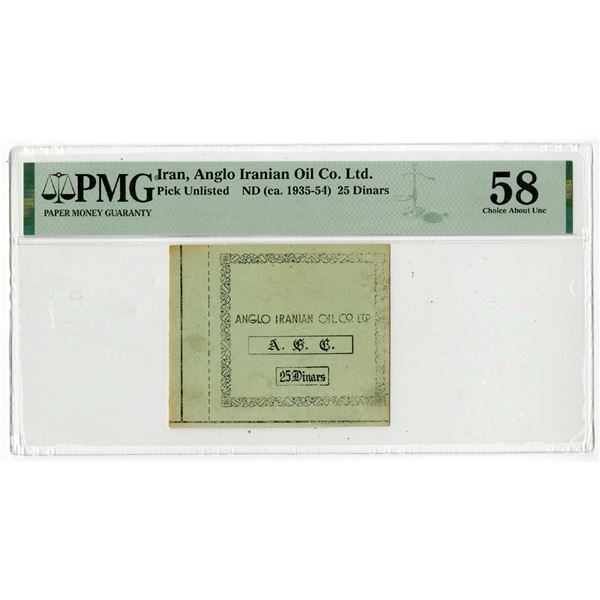 PMG
PAPER MONEY GUARANTY
Iran, Anglo Iranian Oil Co. Ltd.
Pick Unlisted ND (ca. 1935-54) 25 Dinars
58
Choice About Unc
ANGLO IRANIAN OIL CO. LTD
A. G. C.
25 Dinars